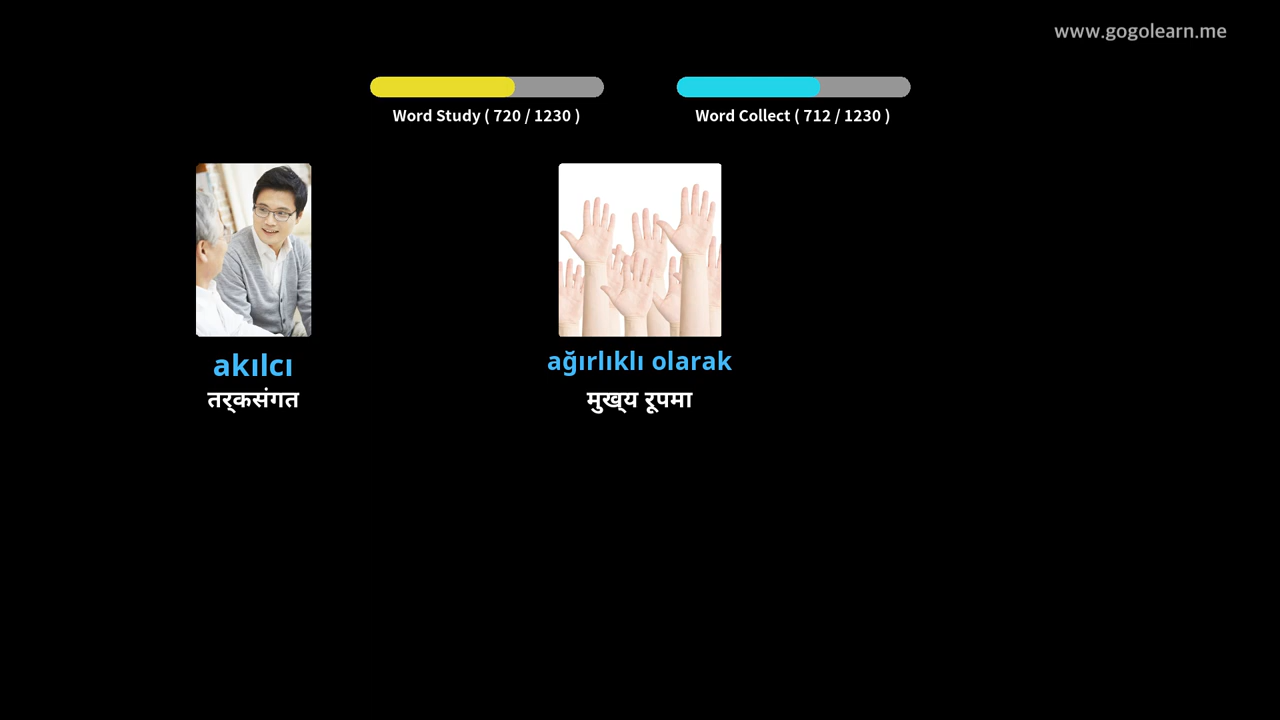 www.gogolearn.me
Word Study ( 720 / 1230 )
Word Collect ( 712 / 1230 )
akılcı
तर्कसंगत
ağırlıklı olarak
मुख्य रूपमा